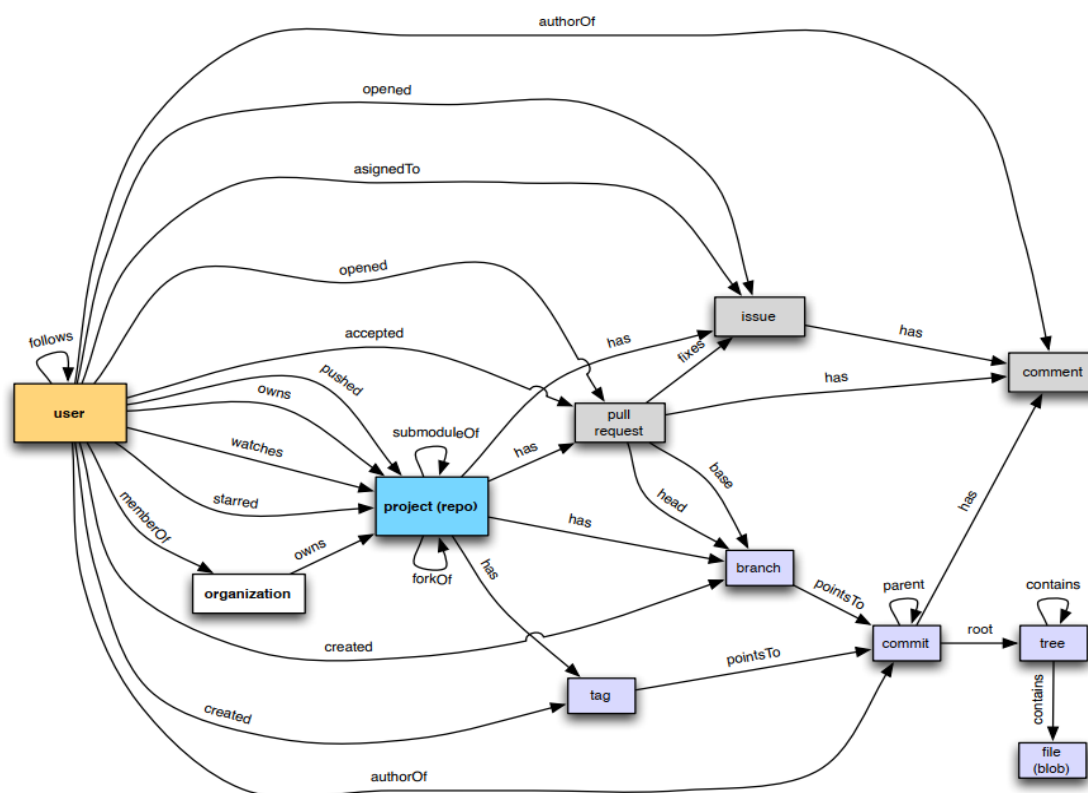 authorOf
opened
asignedTo
opened
follows
accepted
has
issue
has
fixes
pushed
owns
user
has
comment
pull
request
submoduleOf
watches
has
base
head
starred
project (repo)
memberOf
has
has
owns
forkOf
has
branch
organization
pointsTo
parent
contains
created
commit
root
tree
pointsTo
tag
created
contains
file
(blob)
authorOf